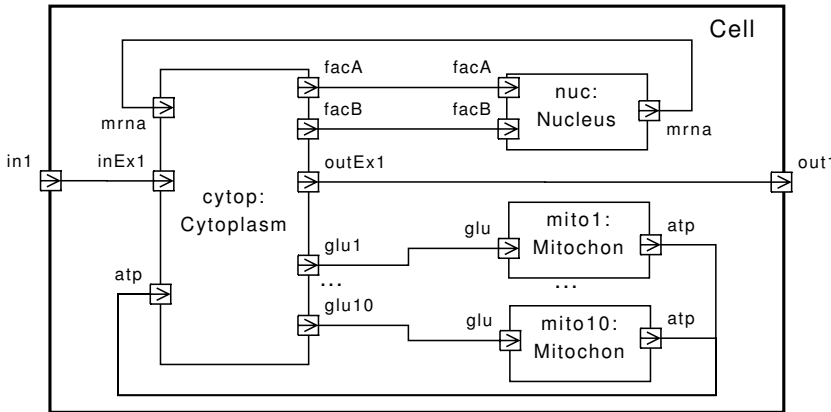 Cell
facA
facA
nuc:
Nucleus
mrna
facB
facB
mrna
in1
inEx1
outEx1
out1
cytop:
Cytoplasm
mito1:
Mitochon
glu1
glu
atp
...
...
atp
glu10
glu
mito10:
Mitochon
atp